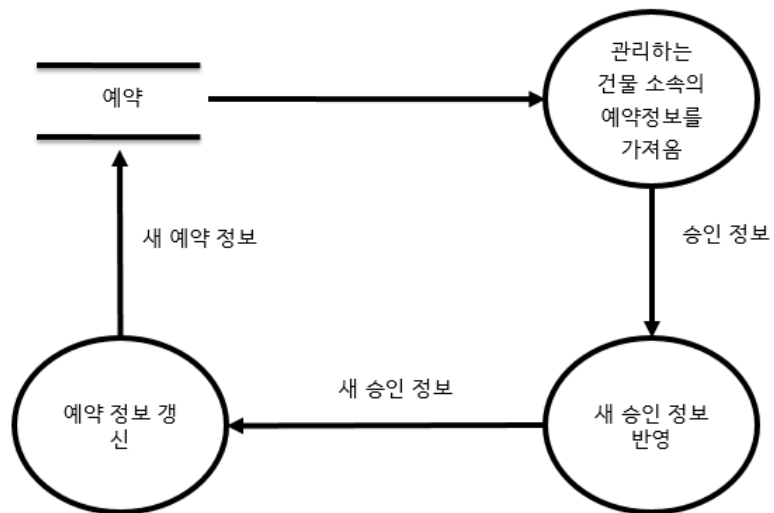 예약
관리하는
건물 소속의
예약정보를
가져옴
새 예약 정보
승인 정보
새 승인 정보
예약 정보 갱
신
새 승인 정보
반영